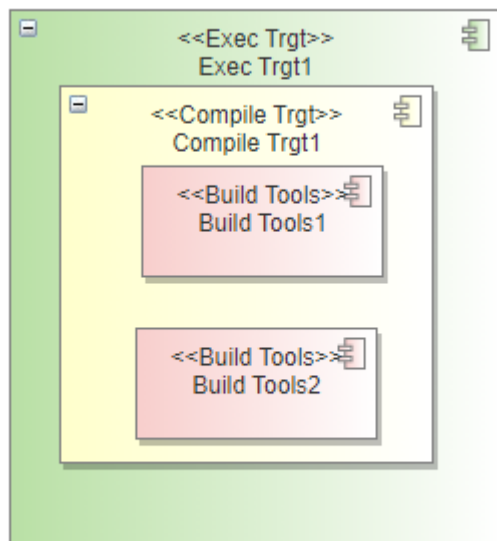 <<Exec Trgt>>
Exec Trgt1
<<Compile Trgt>>
Compile Trgt1
<<Build Tools>>
Build Tools1
<<Build Tools>>
Build Tools2